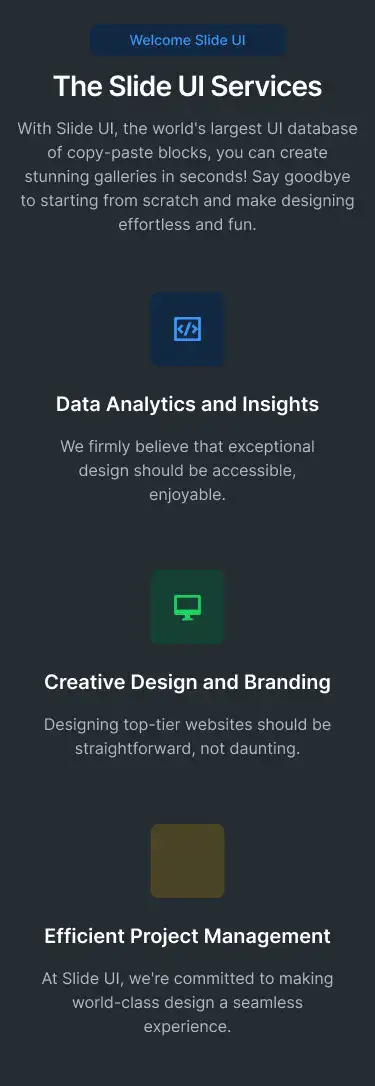 Welcome Slide UI
The Slide UI Services
With Slide UI, the world's largest UI database
of copy-paste blocks, you can create
stunning galleries in seconds! Say goodbye
to starting from scratch and make designing
effortless and fun.
Data Analytics and Insights
We firmly believe that exceptional
design should be accessible,
enjoyable.
Creative Design and Branding
Designing top-tier websites should be
straightforward, not daunting.
Efficient Project Management
At Slide UI, we're committed to making
world-class design a seamless
experience.